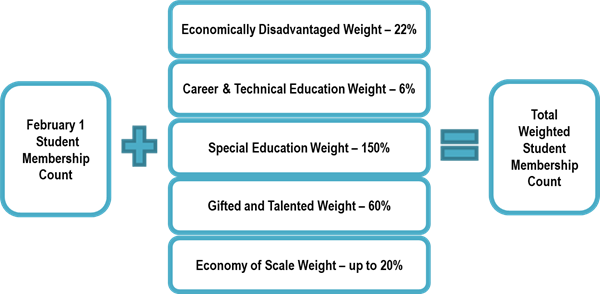 February 1
Student
Membership
Count
Economically Disadvantaged Weight – 22%
Career & Technical Education Weight – 6%
Special Education Weight – 150%
Gifted and Talented Weight – 60%
Economy of Scale Weight – up to 20%
Total
Weighted
Student
Membership
Count